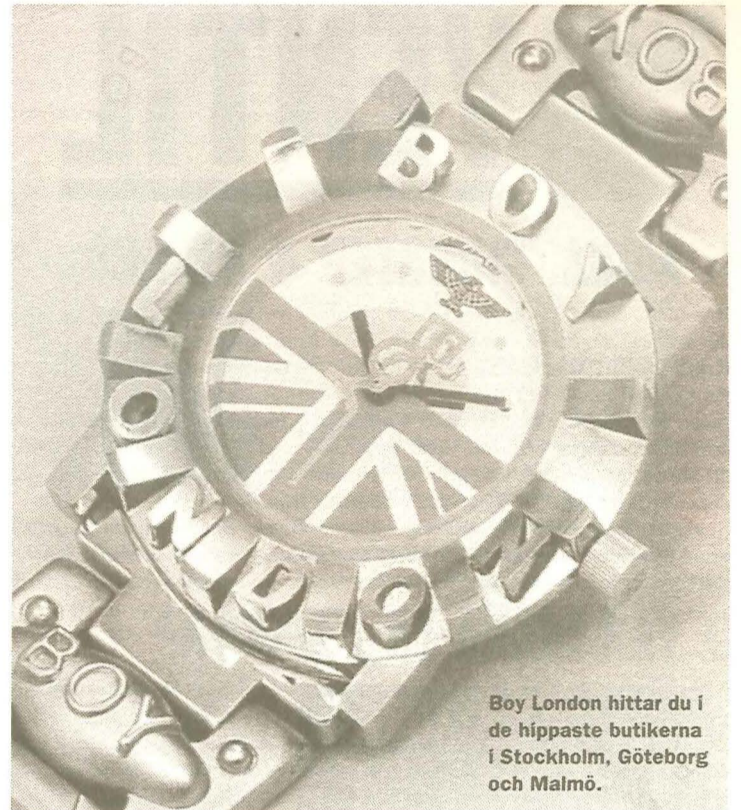 BOY
BOY
LONDON
BOY
Boy London hittar du i
de hippaste butikerna
i Stockholm, Göteborg
och Malmö.